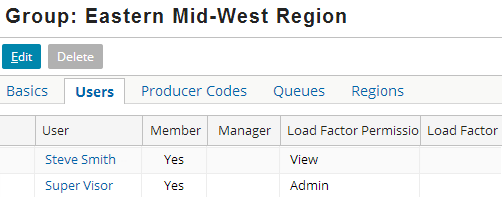 Group: Eastern Mid-West Region
Edit Delete
Basics Users Producer Codes Queues Regions
User Member Manager Load Factor Permissio Load Factor
Steve Smith Yes View
Super Visor Yes Admin